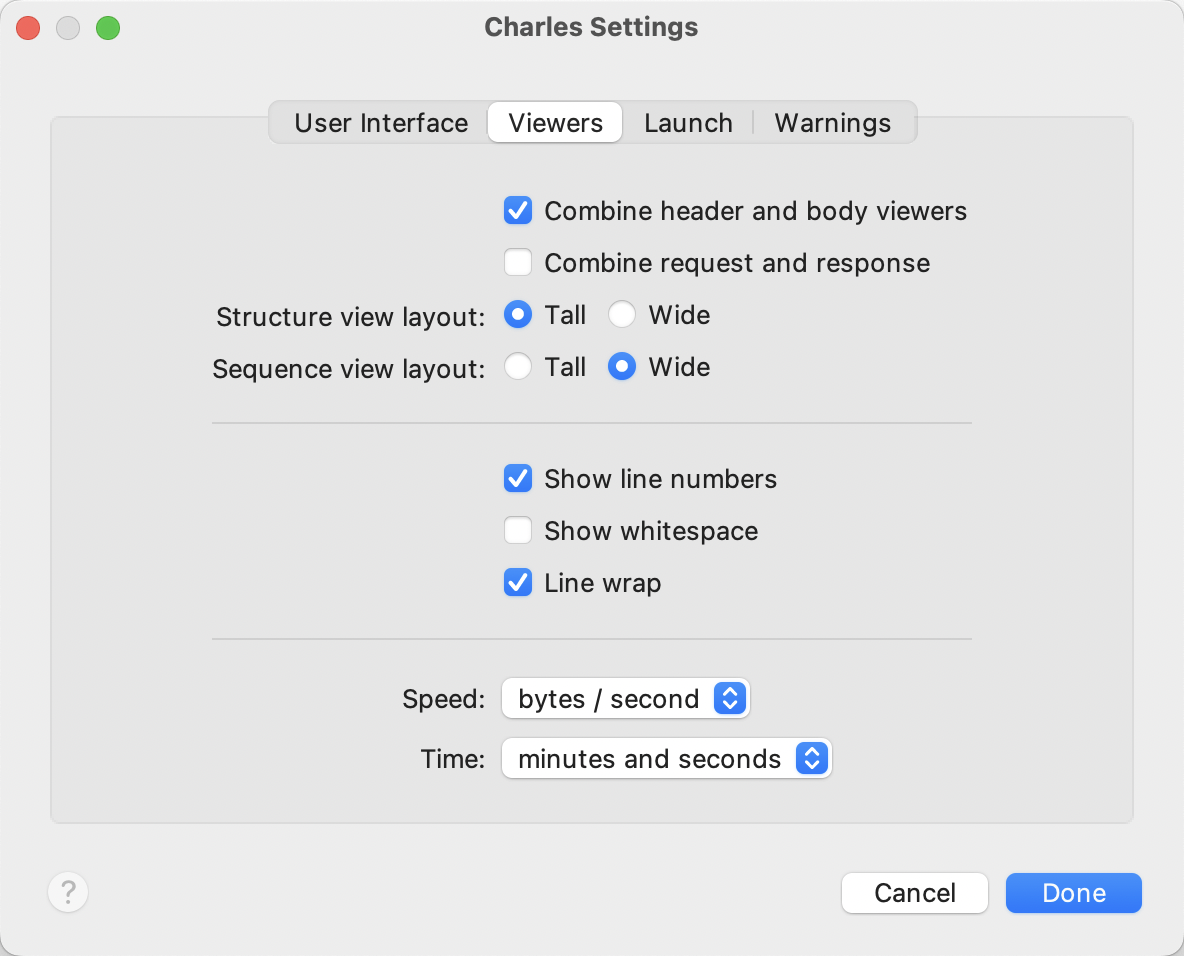 Charles Settings
User Interface Viewers Launch Warnings
Combine header and body viewers
Combine request and response
Structure view layout: Tall Wide
Sequence view layout: Tall Wide
Show line numbers
Show whitespace
Line wrap
Speed: bytes / second
Time: minutes and seconds
? Cancel Done